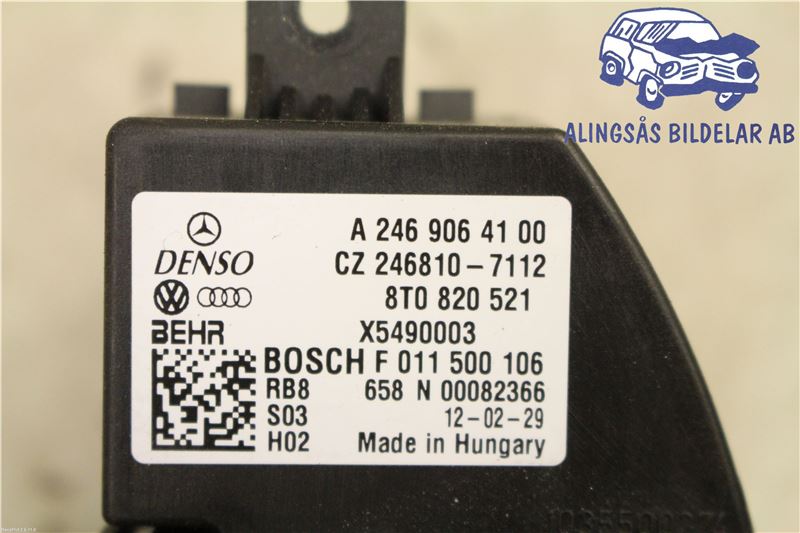 ALINGSÅS BILDELAR AB
A 246 906 41 00
DENSO CZ 246810-7112
8T0 820 521
BEHR X5490003
BOSCH F 011 500 106
RB8 658 N 00082366
S03 12-02-29
H02 Made in Hungary